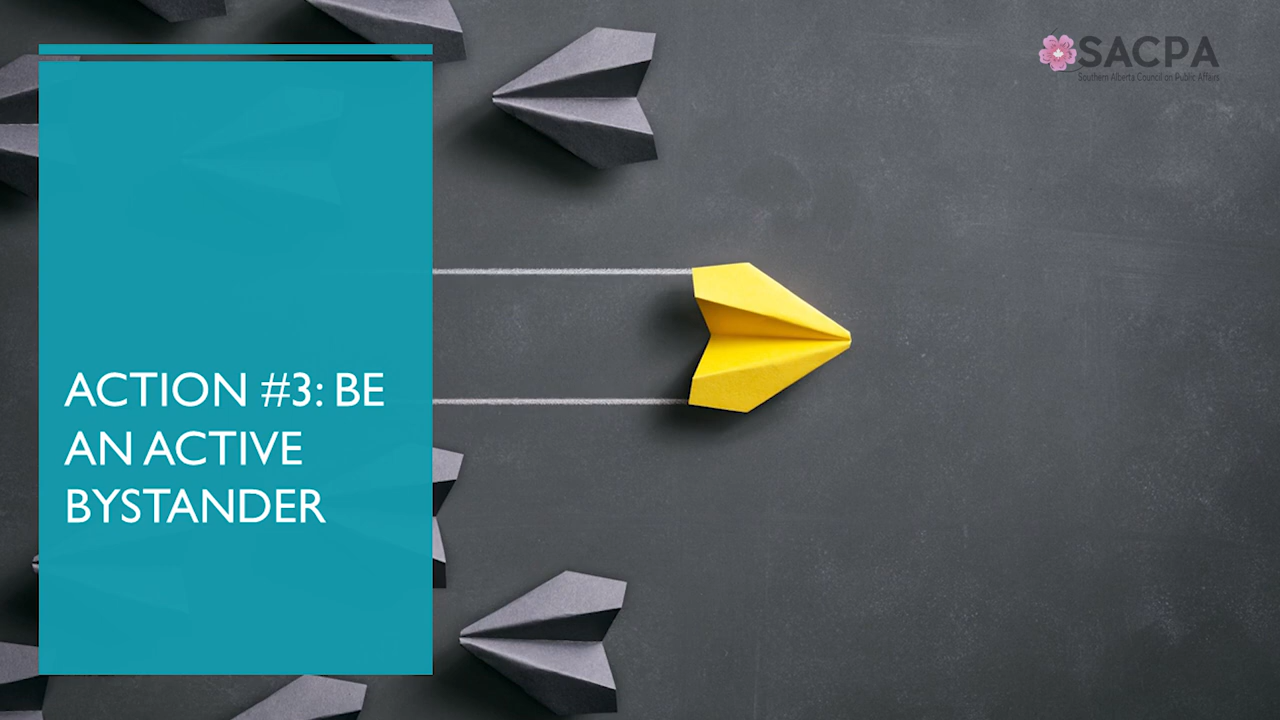 SACPA
Southern Alberta Council on Public Affairs
ACTION #3: BE
AN ACTIVE
BYSTANDER